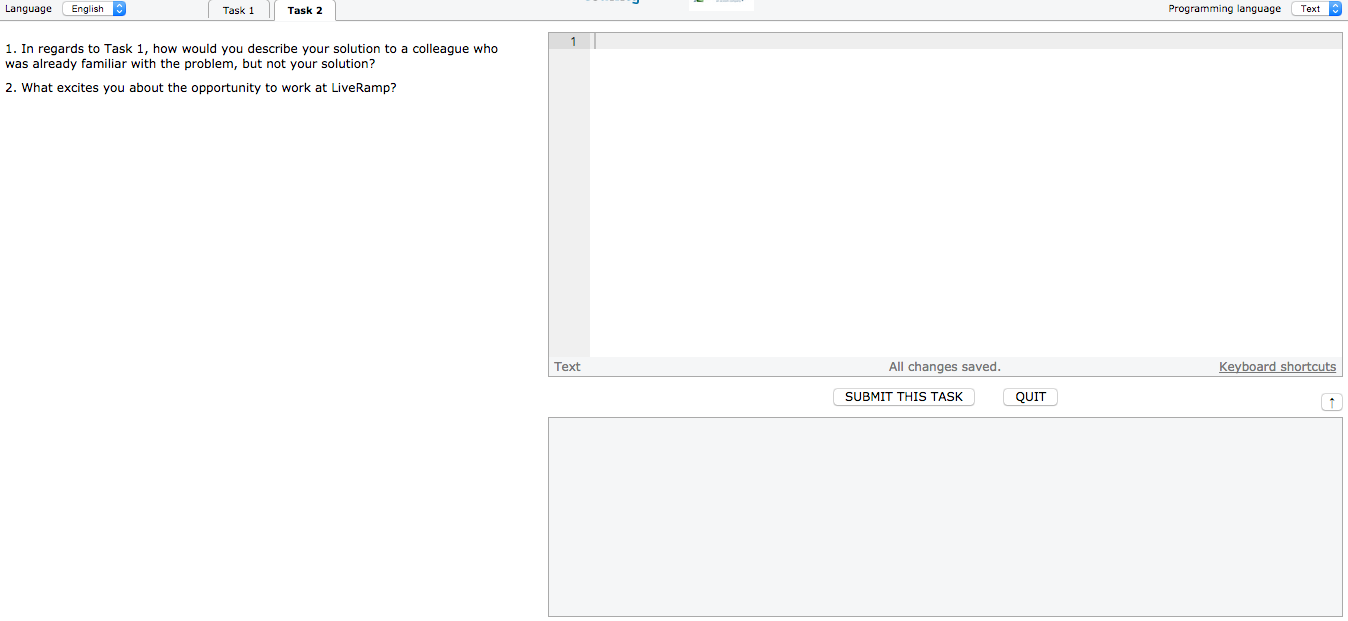 Language English Task 1 Task 2 Programming language Text
1. In regards to Task 1, how would you describe your solution to a colleague who
was already familiar with the problem, but not your solution?
2. What excites you about the opportunity to work at LiveRamp?
1
Text All changes saved. Keyboard shortcuts
SUBMIT THIS TASK QUIT
↑